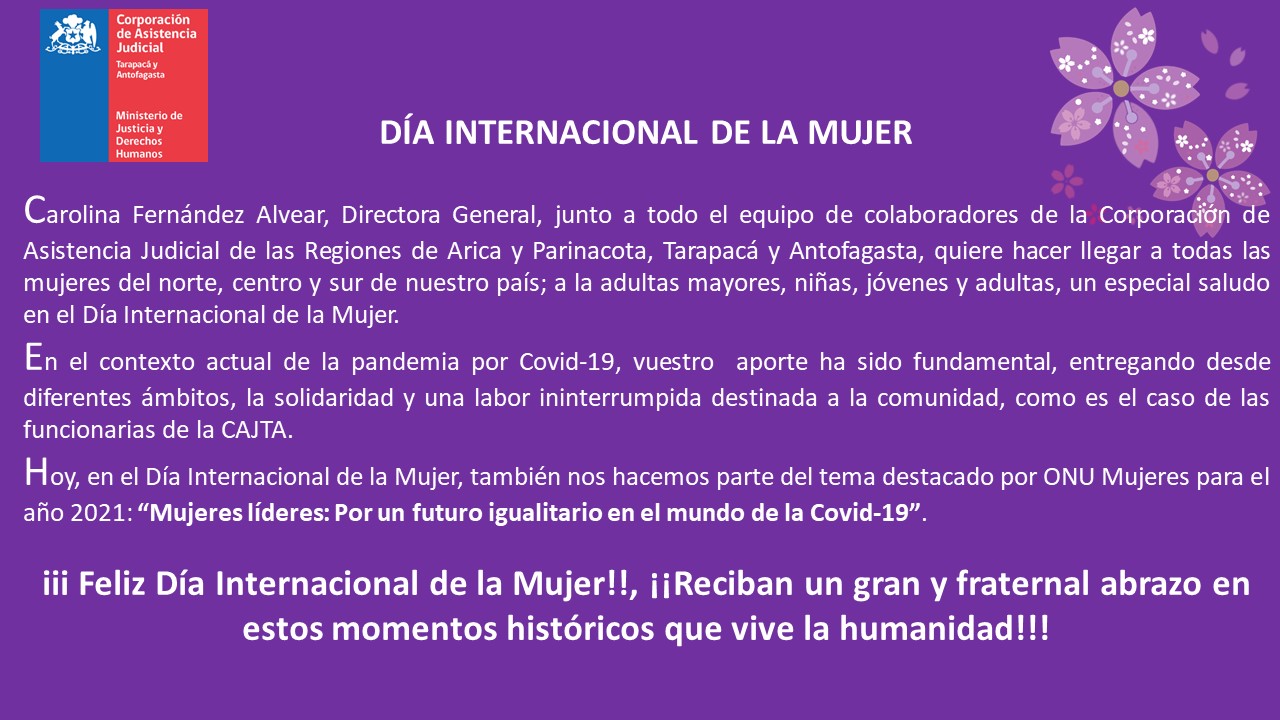 Corporación
de Asistencia
Judicial
Tarapacá y
Antofagasta
Ministerio de
Justicia y
Derechos
Humanos
DÍA INTERNACIONAL DE LA MUJER
Carolina Fernández Alvear, Directora General, junto a todo el equipo de colaboradores de la Corporación de
Asistencia Judicial de las Regiones de Arica y Parinacota, Tarapacá y Antofagasta, quiere hacer llegar a todas las
mujeres del norte, centro y sur de nuestro país; a la adultas mayores, niñas, jóvenes y adultas, un especial saludo
en el Día Internacional de la Mujer.
En el contexto actual de la pandemia por Covid-19, vuestro aporte ha sido fundamental, entregando desde
diferentes ámbitos, la solidaridad y una labor ininterrumpida destinada a la comunidad, como es el caso de las
funcionarias de la CAJTA.
Hoy, en el Día Internacional de la Mujer, también nos hacemos parte del tema destacado por ONU Mujeres para el
año 2021: “Mujeres líderes: Por un futuro igualitario en el mundo de la Covid-19”.
iii Feliz Día Internacional de la Mujer!!, ¡¡Reciban un gran y fraternal abrazo en
estos momentos históricos que vive la humanidad!!!